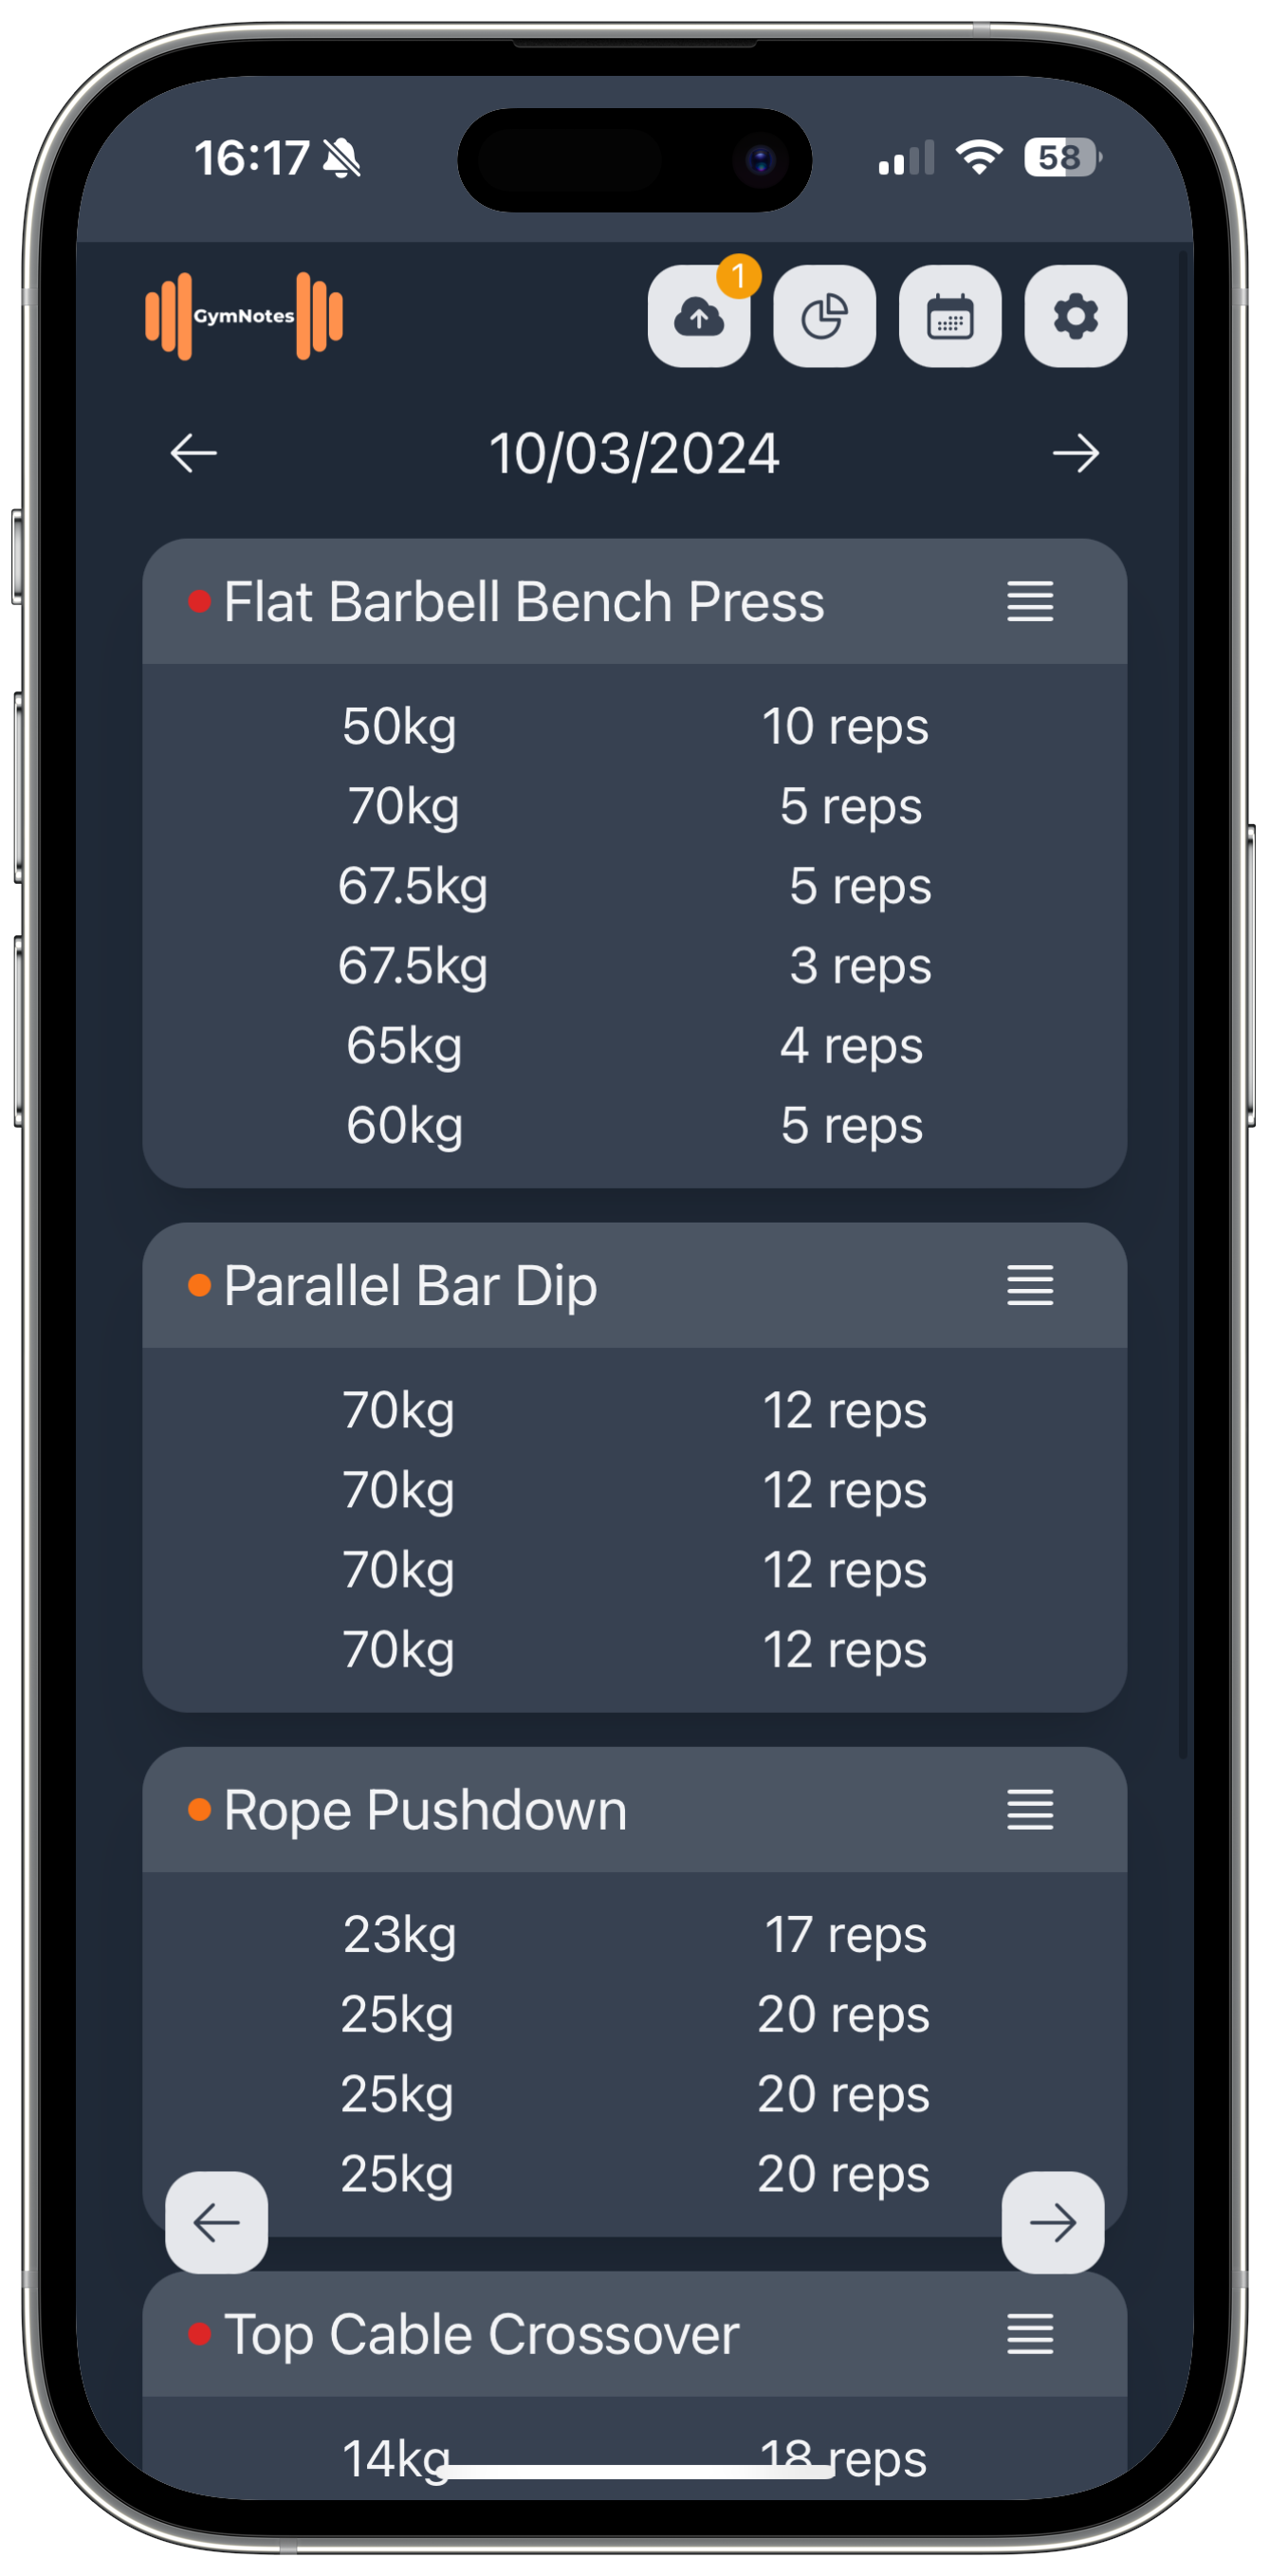 16:17 58
GymNotes 1
10/03/2024
Flat Barbell Bench Press
50kg 10 reps
70kg 5 reps
67.5kg 5 reps
67.5kg 3 reps
65kg 4 reps
60kg 5 reps
Parallel Bar Dip
70kg 12 reps
70kg 12 reps
70kg 12 reps
70kg 12 reps
Rope Pushdown
23kg 17 reps
25kg 20 reps
25kg 20 reps
25kg 20 reps
Top Cable Crossover
14kg 18 reps